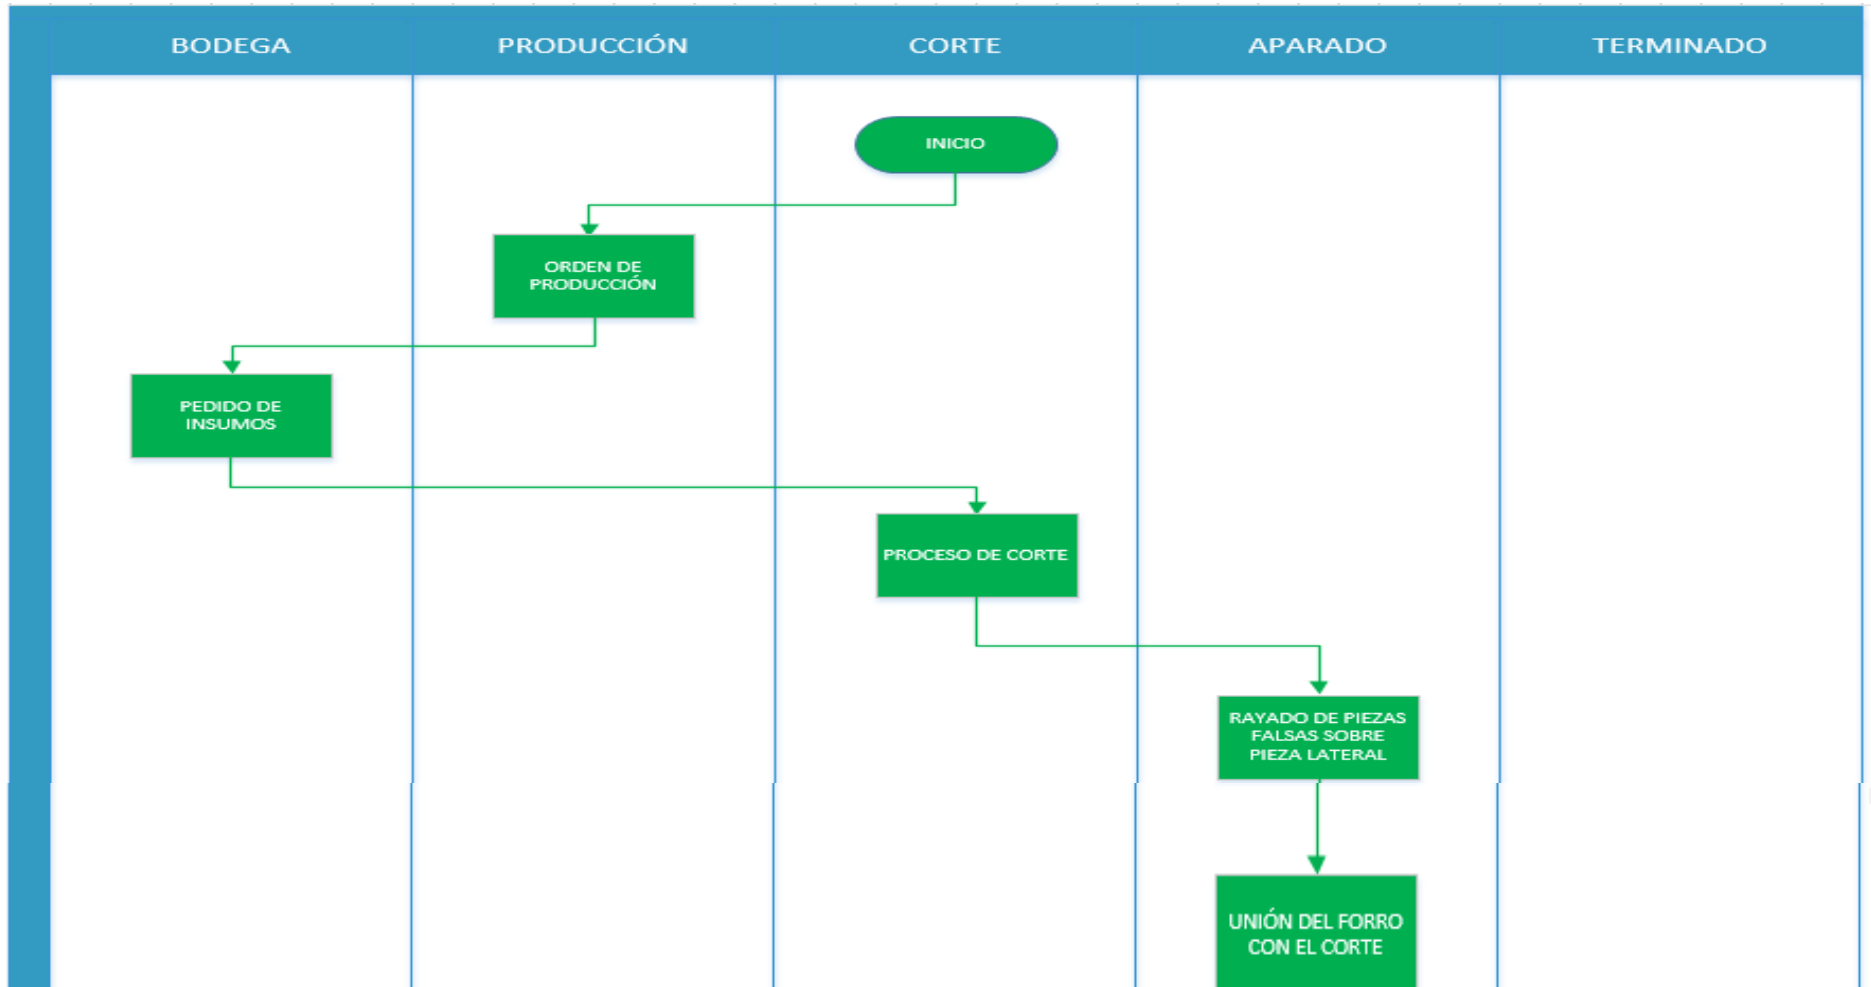 BODEGA
PRODUCCIÓN
CORTE
APARADO
TERMINADO
INICIO
ORDEN DE
PRODUCCIÓN
PEDIDO DE
INSUMOS
PROCESO DE CORTE
RAYADO DE PIEZAS
FALSAS SOBRE
PIEZA LATERAL
UNIÓN DEL FORRO
CON EL CORTE